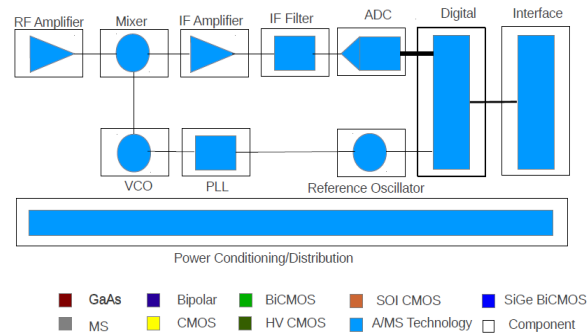 RF Amplifier Mixer IF Amplifier IF Filter ADC Digital Interface
VCO PLL Reference Oscillator
Power Conditioning/Distribution
GaAs Bipolar BiCMOS SOI CMOS SiGe BiCMOS
MS CMOS HV CMOS A/MS Technology Component